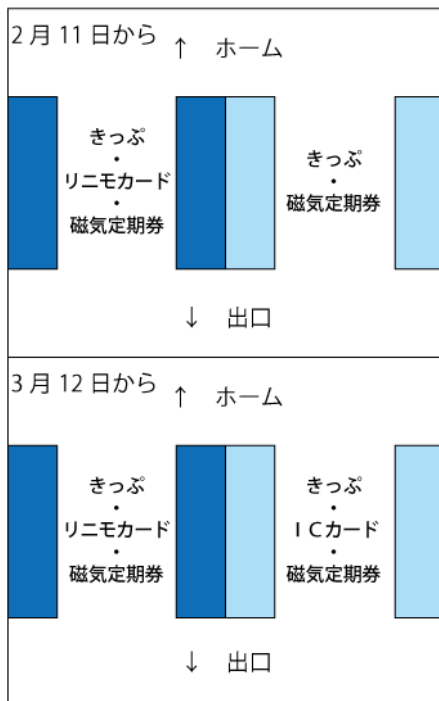 2月11日から
↑ ホーム
きっぷ
・
リニモカード
・
磁気定期券
きっぷ
・
磁気定期券
↓ 出口
3月12日から
↑ ホーム
きっぷ
・
リニモカード
・
磁気定期券
きっぷ
・
ＩＣカード
・
磁気定期券
↓ 出口